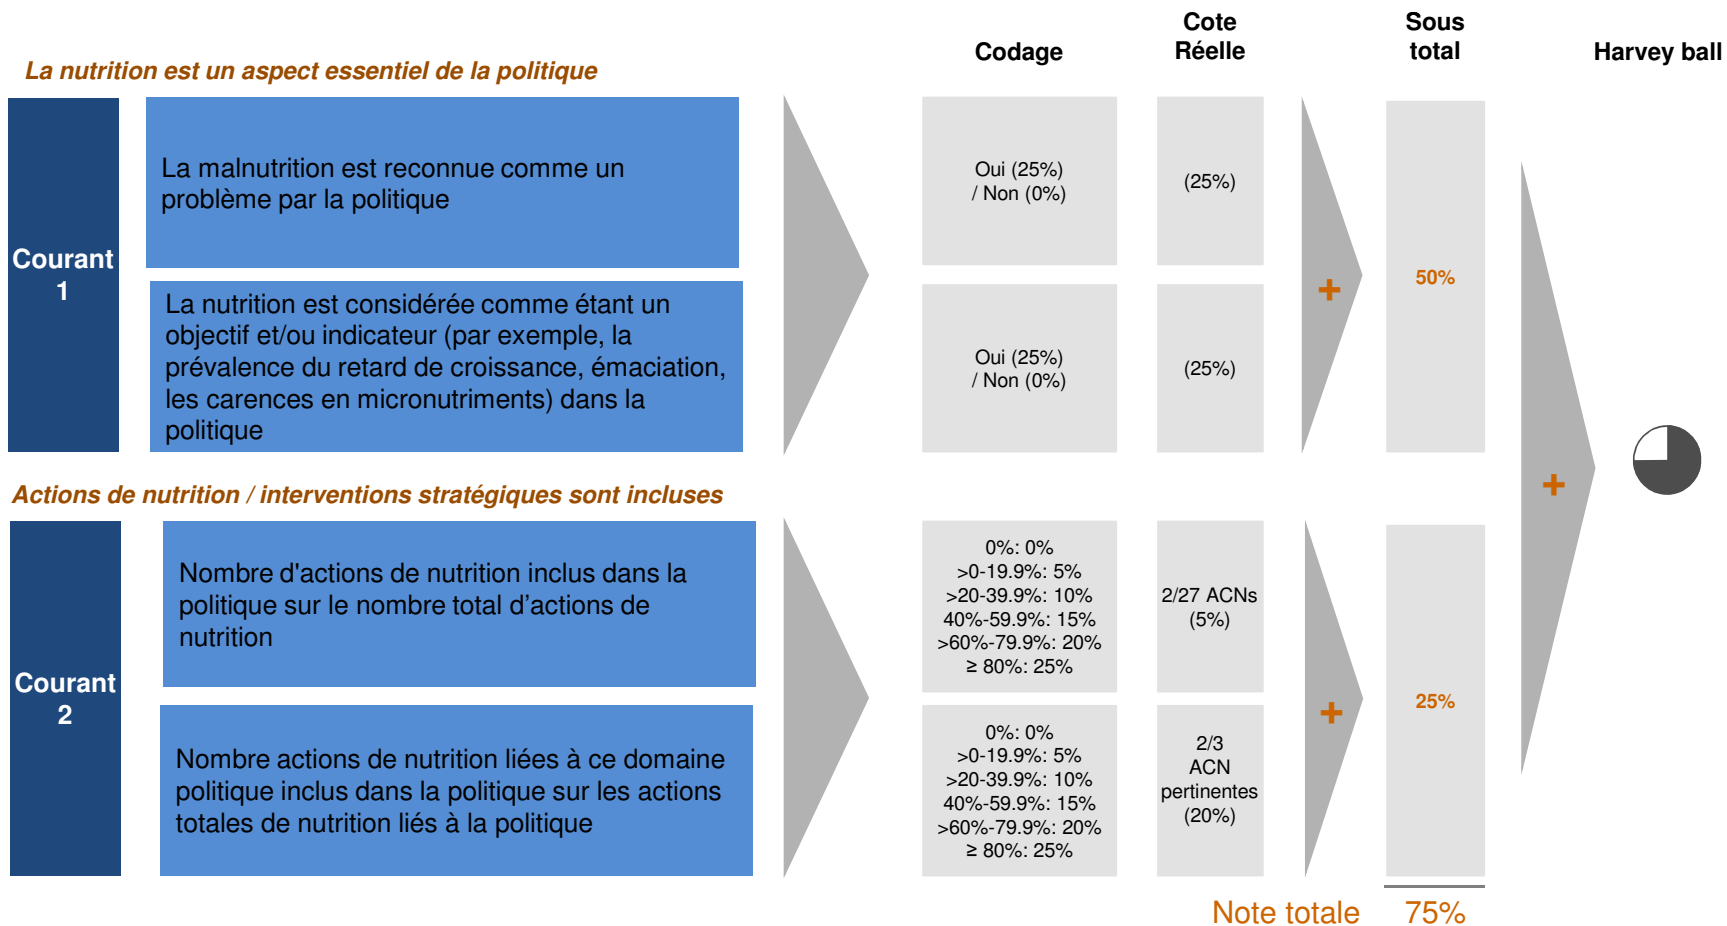 Codage
Cote
Réelle
Sous
total
Harvey ball
La nutrition est un aspect essentiel de la politique
Courant
1
La malnutrition est reconnue comme un
problème par la politique
Oui (25%)
/ Non (0%)
(25%)
La nutrition est considérée comme étant un
objectif et/ou indicateur (par exemple, la
prévalence du retard de croissance, émaciation,
les carences en micronutriments) dans la
politique
Oui (25%)
/ Non (0%)
(25%)
+
50%
+
Actions de nutrition / interventions stratégiques sont incluses
Courant
2
Nombre d'actions de nutrition inclus dans la
politique sur le nombre total d’actions de
nutrition
0%: 0%
>0-19.9%: 5%
>20-39.9%: 10%
40%-59.9%: 15%
>60%-79.9%: 20%
≥ 80%: 25%
2/27 ACNs
(5%)
Nombre actions de nutrition liées à ce domaine
politique inclus dans la politique sur les actions
totales de nutrition liés à la politique
0%: 0%
>0-19.9%: 5%
>20-39.9%: 10%
40%-59.9%: 15%
>60%-79.9%: 20%
≥ 80%: 25%
2/3
ACN
pertinentes
(20%)
+
25%
Note totale
75%